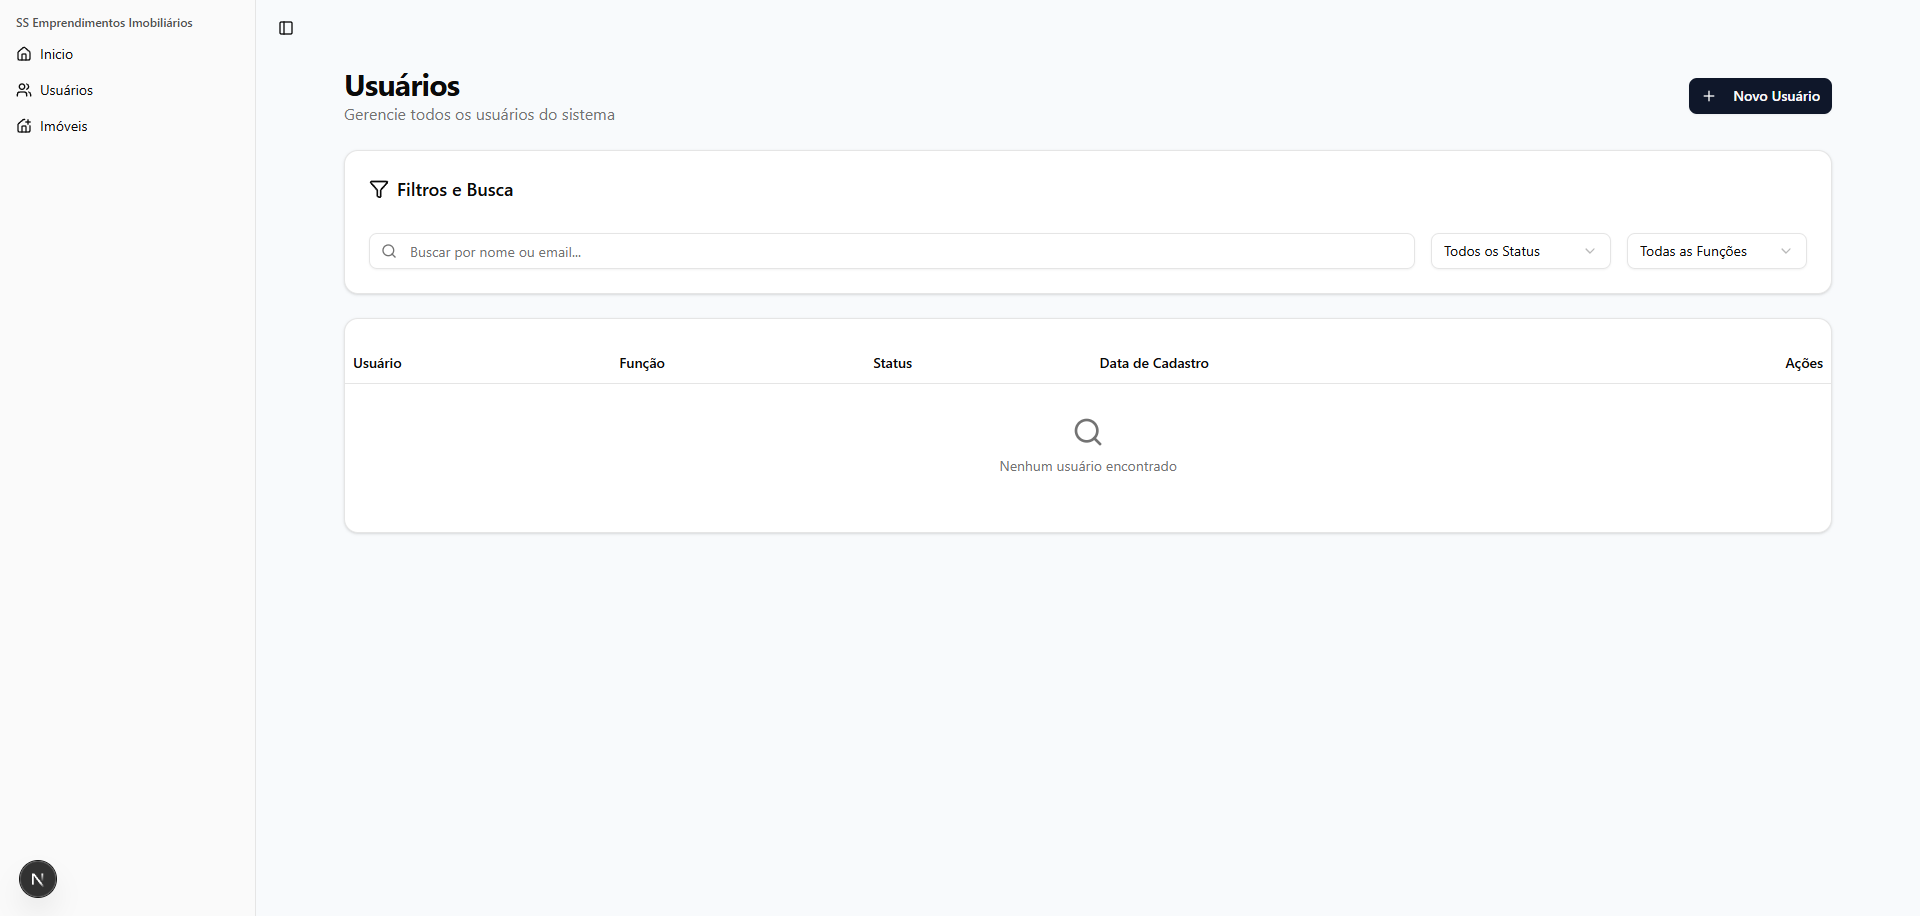 SS Emprendimentos Imobiliários
Inicio
Usuários
Imóveis
Usuários
Gerencie todos os usuários do sistema
Novo Usuário
Filtros e Busca
Buscar por nome ou email...
Todos os Status
Todas as Funções
Usuário Função Status Data de Cadastro Ações
Nenhum usuário encontrado
N